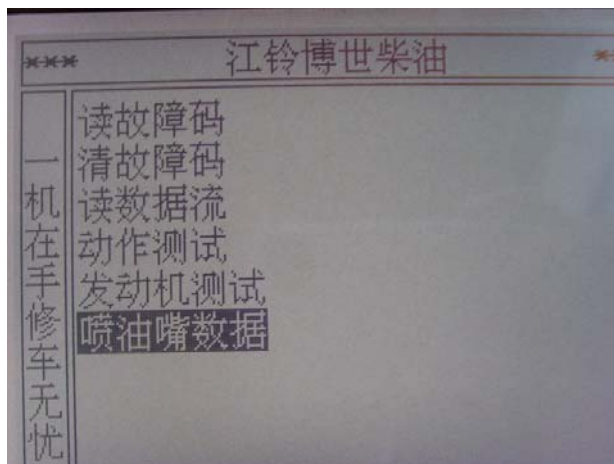 *** 江铃博世柴油 **
一机在手修车无忧
读故障码
清故障码
读数据流
动作测试
发动机测试
喷油嘴数据